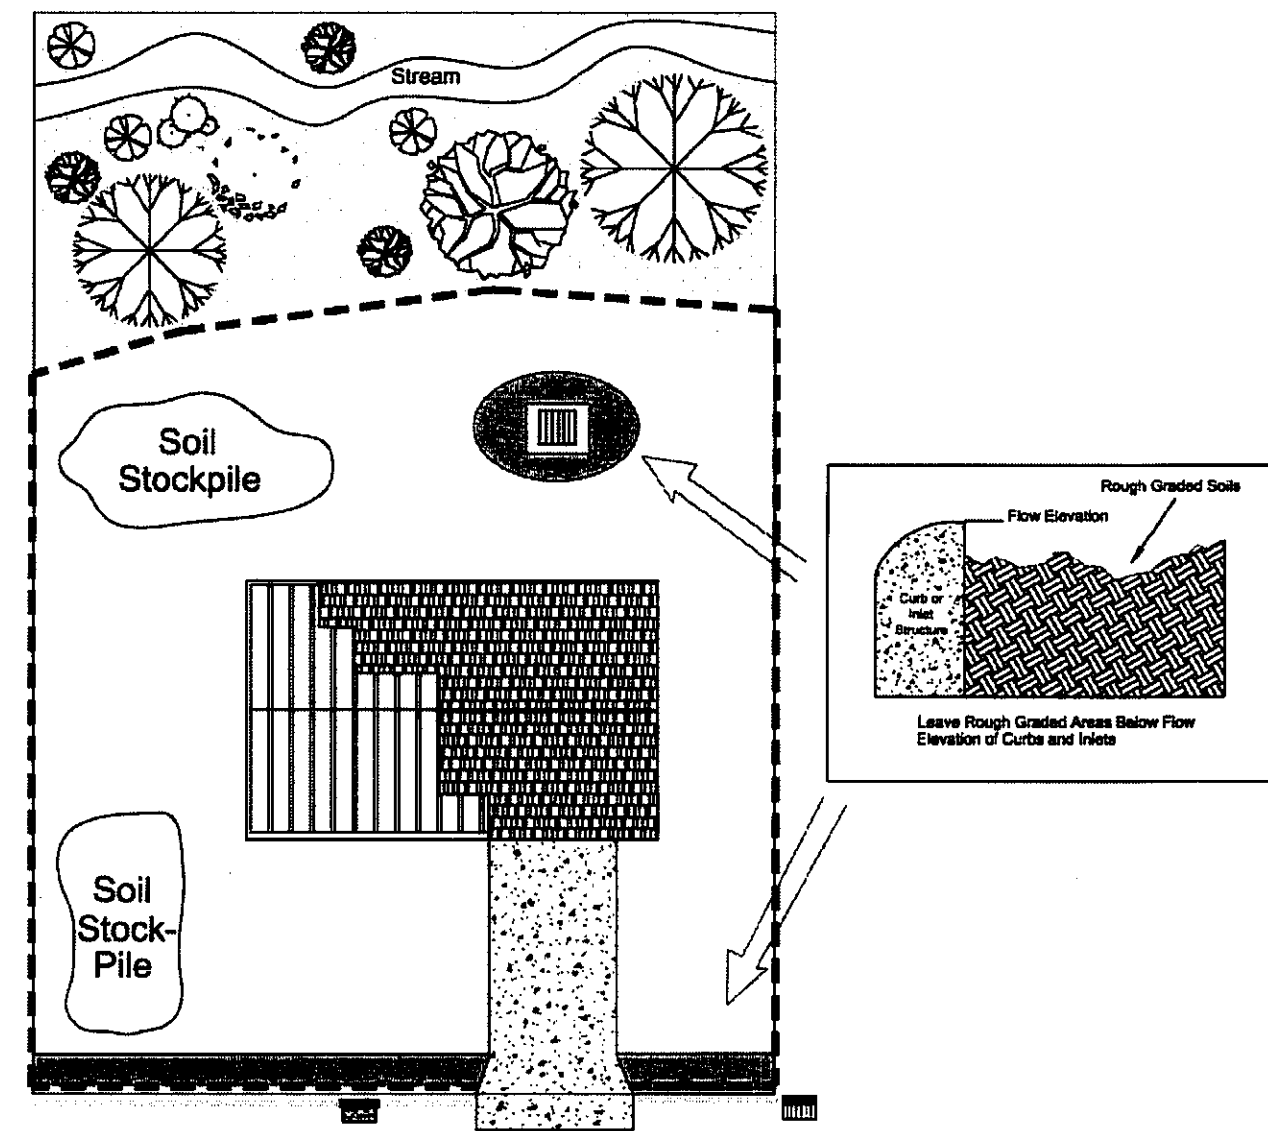 Stream
Soil
Stockpile
Rough Graded Soils
Flow Elevation
Curb or
Inlet
Structure
Leave Rough Graded Areas Below Flow
Elevation of Curbs and Inlets
Soil
Stock-
Pile